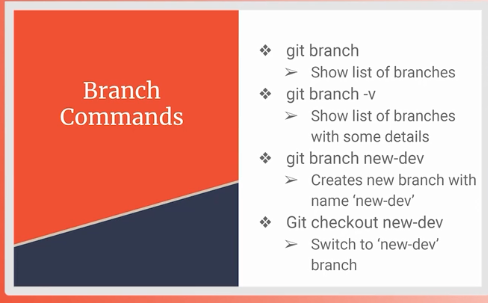 Branch
Commands
❖ git branch
➢ Show list of branches
❖ git branch -v
➢ Show list of branches
with some details
❖ git branch new-dev
➢ Creates new branch with
name ‘new-dev’
❖ Git checkout new-dev
➢ Switch to ‘new-dev’
branch